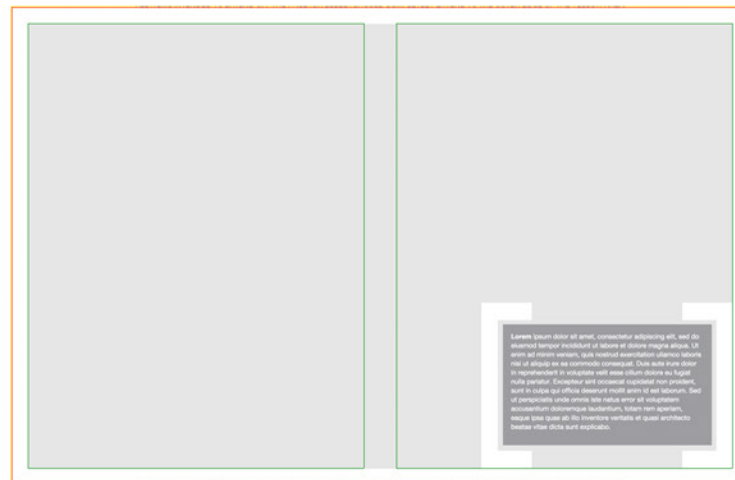 Lorem ipsum dolor sit amet, consectetur adipiscing elit, sed do
eiusmod tempor incididunt ut labore et dolore magna aliqua. Ut
enim ad minim veniam, quis nostrud exercitation ullamco laboris
nisi ut aliquip ex ea commodo consequat. Duis aute irure dolor
in reprehenderit in voluptate velit esse cillum dolore eu fugiat
nulla pariatur. Excepteur sint occaecat cupidatat non proident,
sunt in culpa qui officia deserunt mollit anim id est laborum. Sed
ut perspiciatis unde omnis iste natus error sit voluptatem
accusantium doloremque laudantium, totam rem aperiam,
eaque ipsa quae ab illo inventore veritatis et quasi architecto
beatae vitae dicta sunt explicabo.